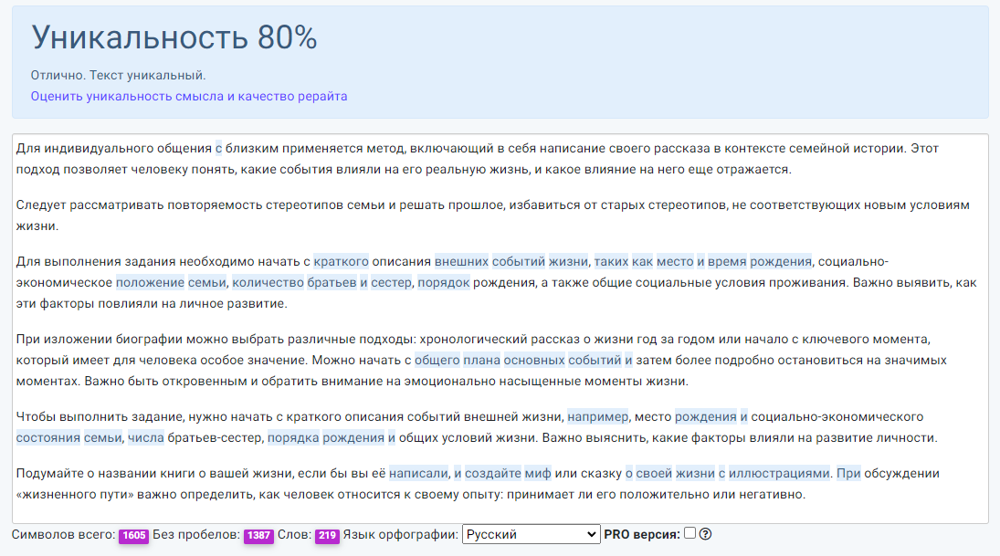 Уникальность 80%
Отлично. Текст уникальный.
Оценить уникальность смысла и качество рерайта
Для индивидуального общения с близким применяется метод, включающий в себя написание своего рассказа в контексте семейной истории. Этот
подход позволяет человеку понять, какие события влияли на его реальную жизнь, и какое влияние на него еще отражается.
Следует рассматривать повторяемость стереотипов семьи и решать прошлое, избавиться от старых стереотипов, не соответствующих новым условиям
жизни.
Для выполнения задания необходимо начать с краткого описания внешних событий жизни, таких как место и время рождения, социально-
экономическое положение семьи, количество братьев и сестер, порядок рождения, а также общие социальные условия проживания. Важно выявить, как
эти факторы повлияли на личное развитие.
При изложении биографии можно выбрать различные подходы: хронологический рассказ о жизни год за годом или начало с ключевого момента,
который имеет для человека особое значение. Можно начать с общего плана основных событий и затем более подробно остановиться на значимых
моментах. Важно быть откровенным и обратить внимание на эмоционально насыщенные моменты жизни.
Чтобы выполнить задание, нужно начать с краткого описания событий внешней жизни, например, место рождения и социально-экономического
состояния семьи, числа братьев-сестер, порядка рождения и общих условий жизни. Важно выяснить, какие факторы влияли на развитие личности.
Подумайте о названии книги о вашей жизни, если бы вы её написали, и создайте миф или сказку о своей жизни с иллюстрациями. При обсуждении
«жизненного пути» важно определить, как человек относится к своему опыту: принимает ли его положительно или негативно.
Символов всего: 1605 Без пробелов: 1387 Слов: 219 Язык орфографии: Русский PRO версия: ?